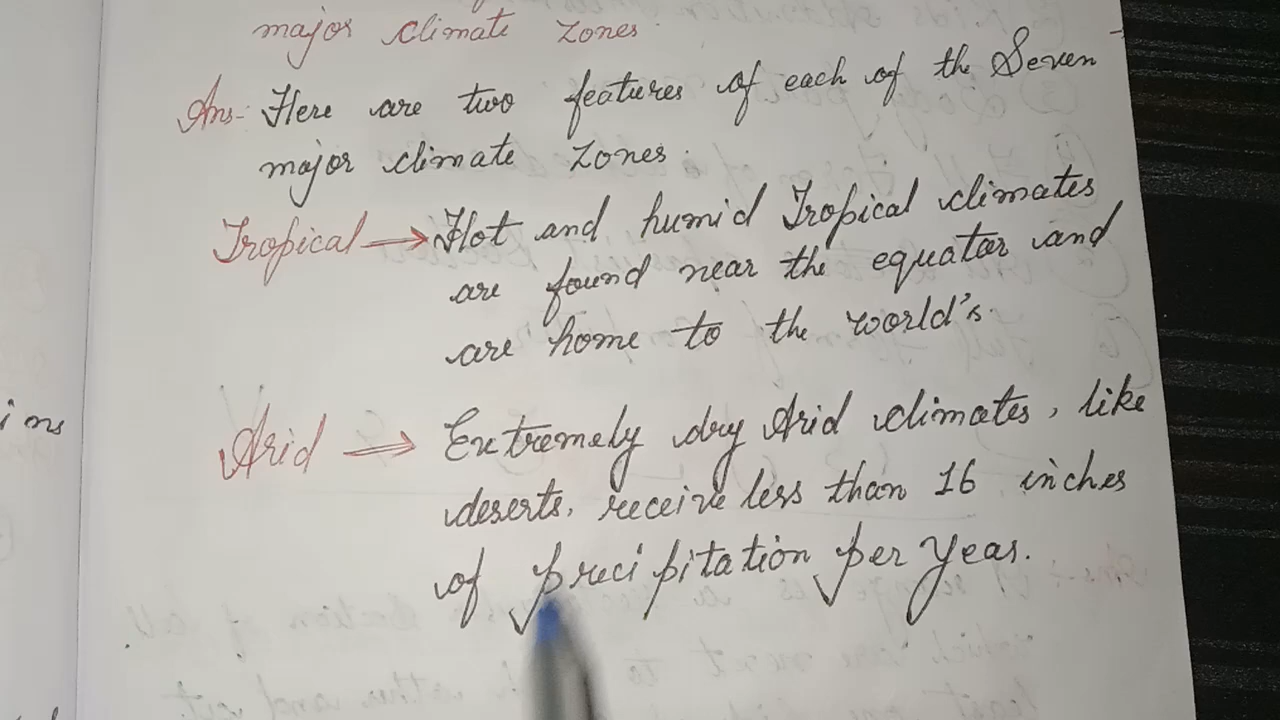 major climate zones.
Ans- Here are two features of each of the Seven
major climate zones.
Tropical → Hot and humid Tropical climates
are found near the equator and
are home to the world's.
Arid ⇒ Extremely dry Arid climates, like
deserts, receive less than 16 inches
of precipitation per year.
ins